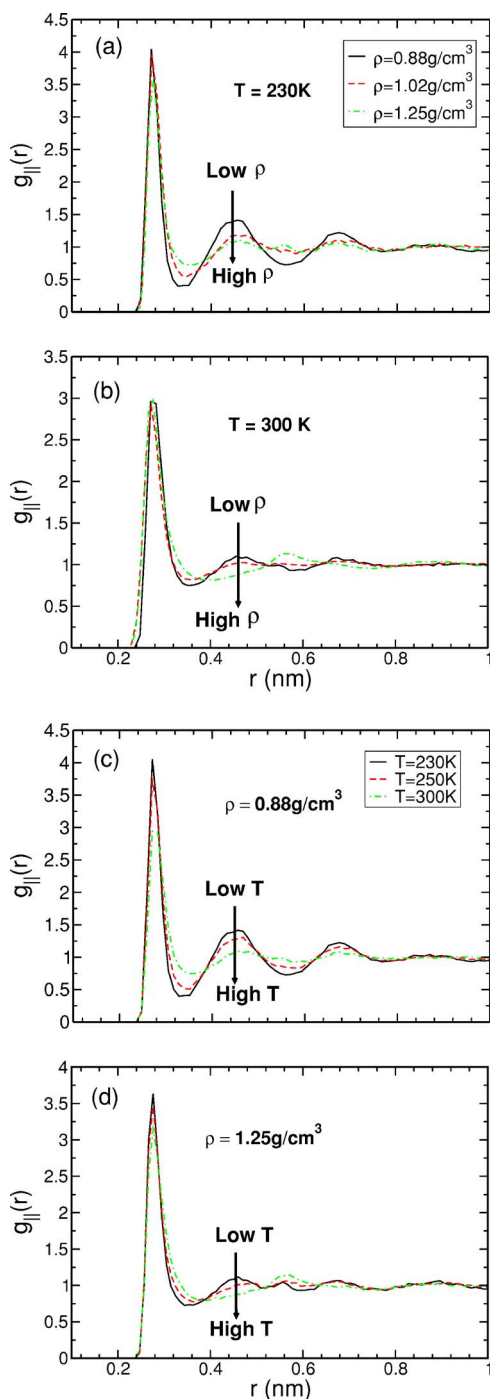 (a)
ρ=0.88g/cm³
ρ=1.02g/cm³
ρ=1.25g/cm³
T = 230K
Low ρ
High ρ
g||(r)
4.5
4
3.5
3
2.5
2
1.5
1
0.5
0
(b)
T = 300 K
Low ρ
High ρ
g||(r)
3.5
3
2.5
2
1.5
1
0.5
0
0.2 0.4 0.6 0.8 1
r (nm)
(c)
T=230K
T=250K
T=300K
ρ = 0.88g/cm³
Low T
High T
g||(r)
4.5
4
3.5
3
2.5
2
1.5
1
0.5
0
(d)
ρ = 1.25g/cm³
Low T
High T
g||(r)
4
3.5
3
2.5
2
1.5
1
0.5
0
0.2 0.4 0.6 0.8 1
r (nm)